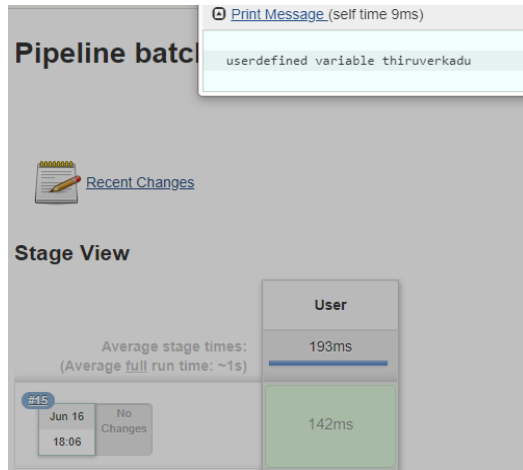 Print Message (self time 9ms)
Pipeline batc
userdefined variable thiruverkadu
Recent Changes
Stage View
User
Average stage times:
193ms
(Average full run time: ~1s)
#15
Jun 16
No
Changes
18:06
142ms